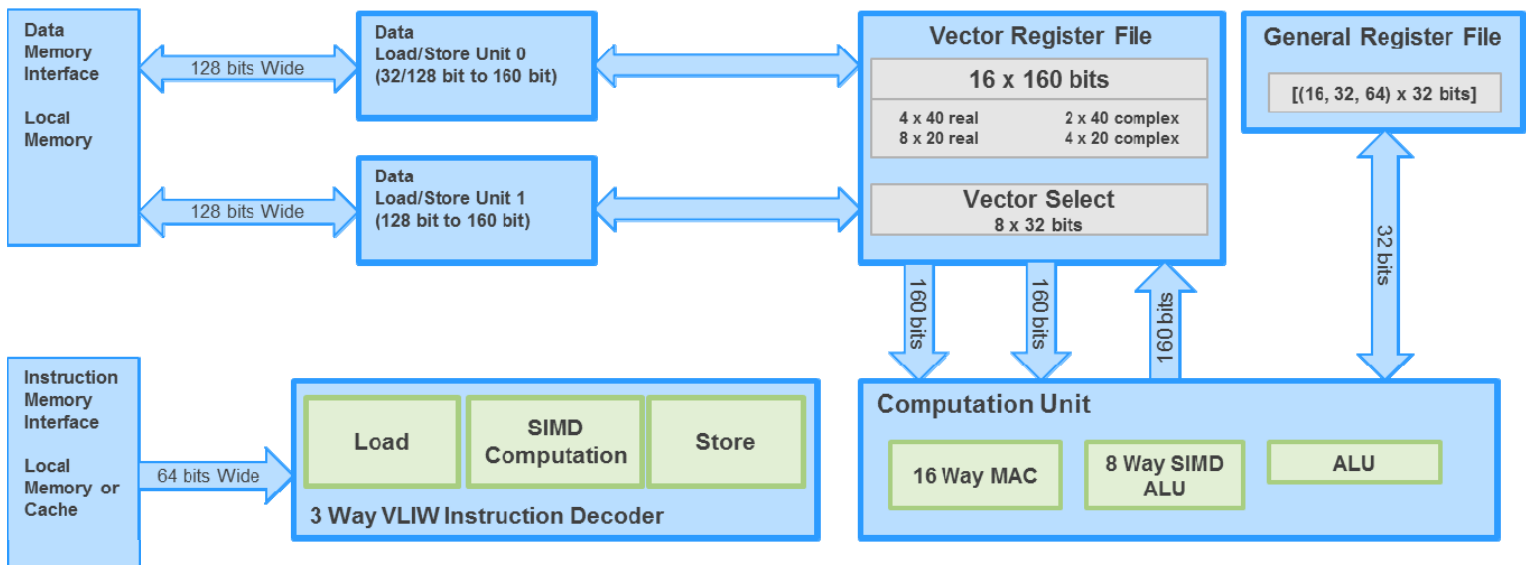 Data
Memory
Interface
Local
Memory
128 bits Wide
128 bits Wide
Data
Load/Store Unit 0
(32/128 bit to 160 bit)
Data
Load/Store Unit 1
(128 bit to 160 bit)
Vector Register File
16 x 160 bits
4 x 40 real 2 x 40 complex
8 x 20 real 4 x 20 complex
Vector Select
8 x 32 bits
General Register File
[(16, 32, 64) x 32 bits]
160 bits
160 bits
160 bits
32 bits
Instruction
Memory
Interface
Local
Memory or
Cache
64 bits Wide
Load
SIMD
Computation
Store
3 Way VLIW Instruction Decoder
Computation Unit
16 Way MAC
8 Way SIMD
ALU
ALU